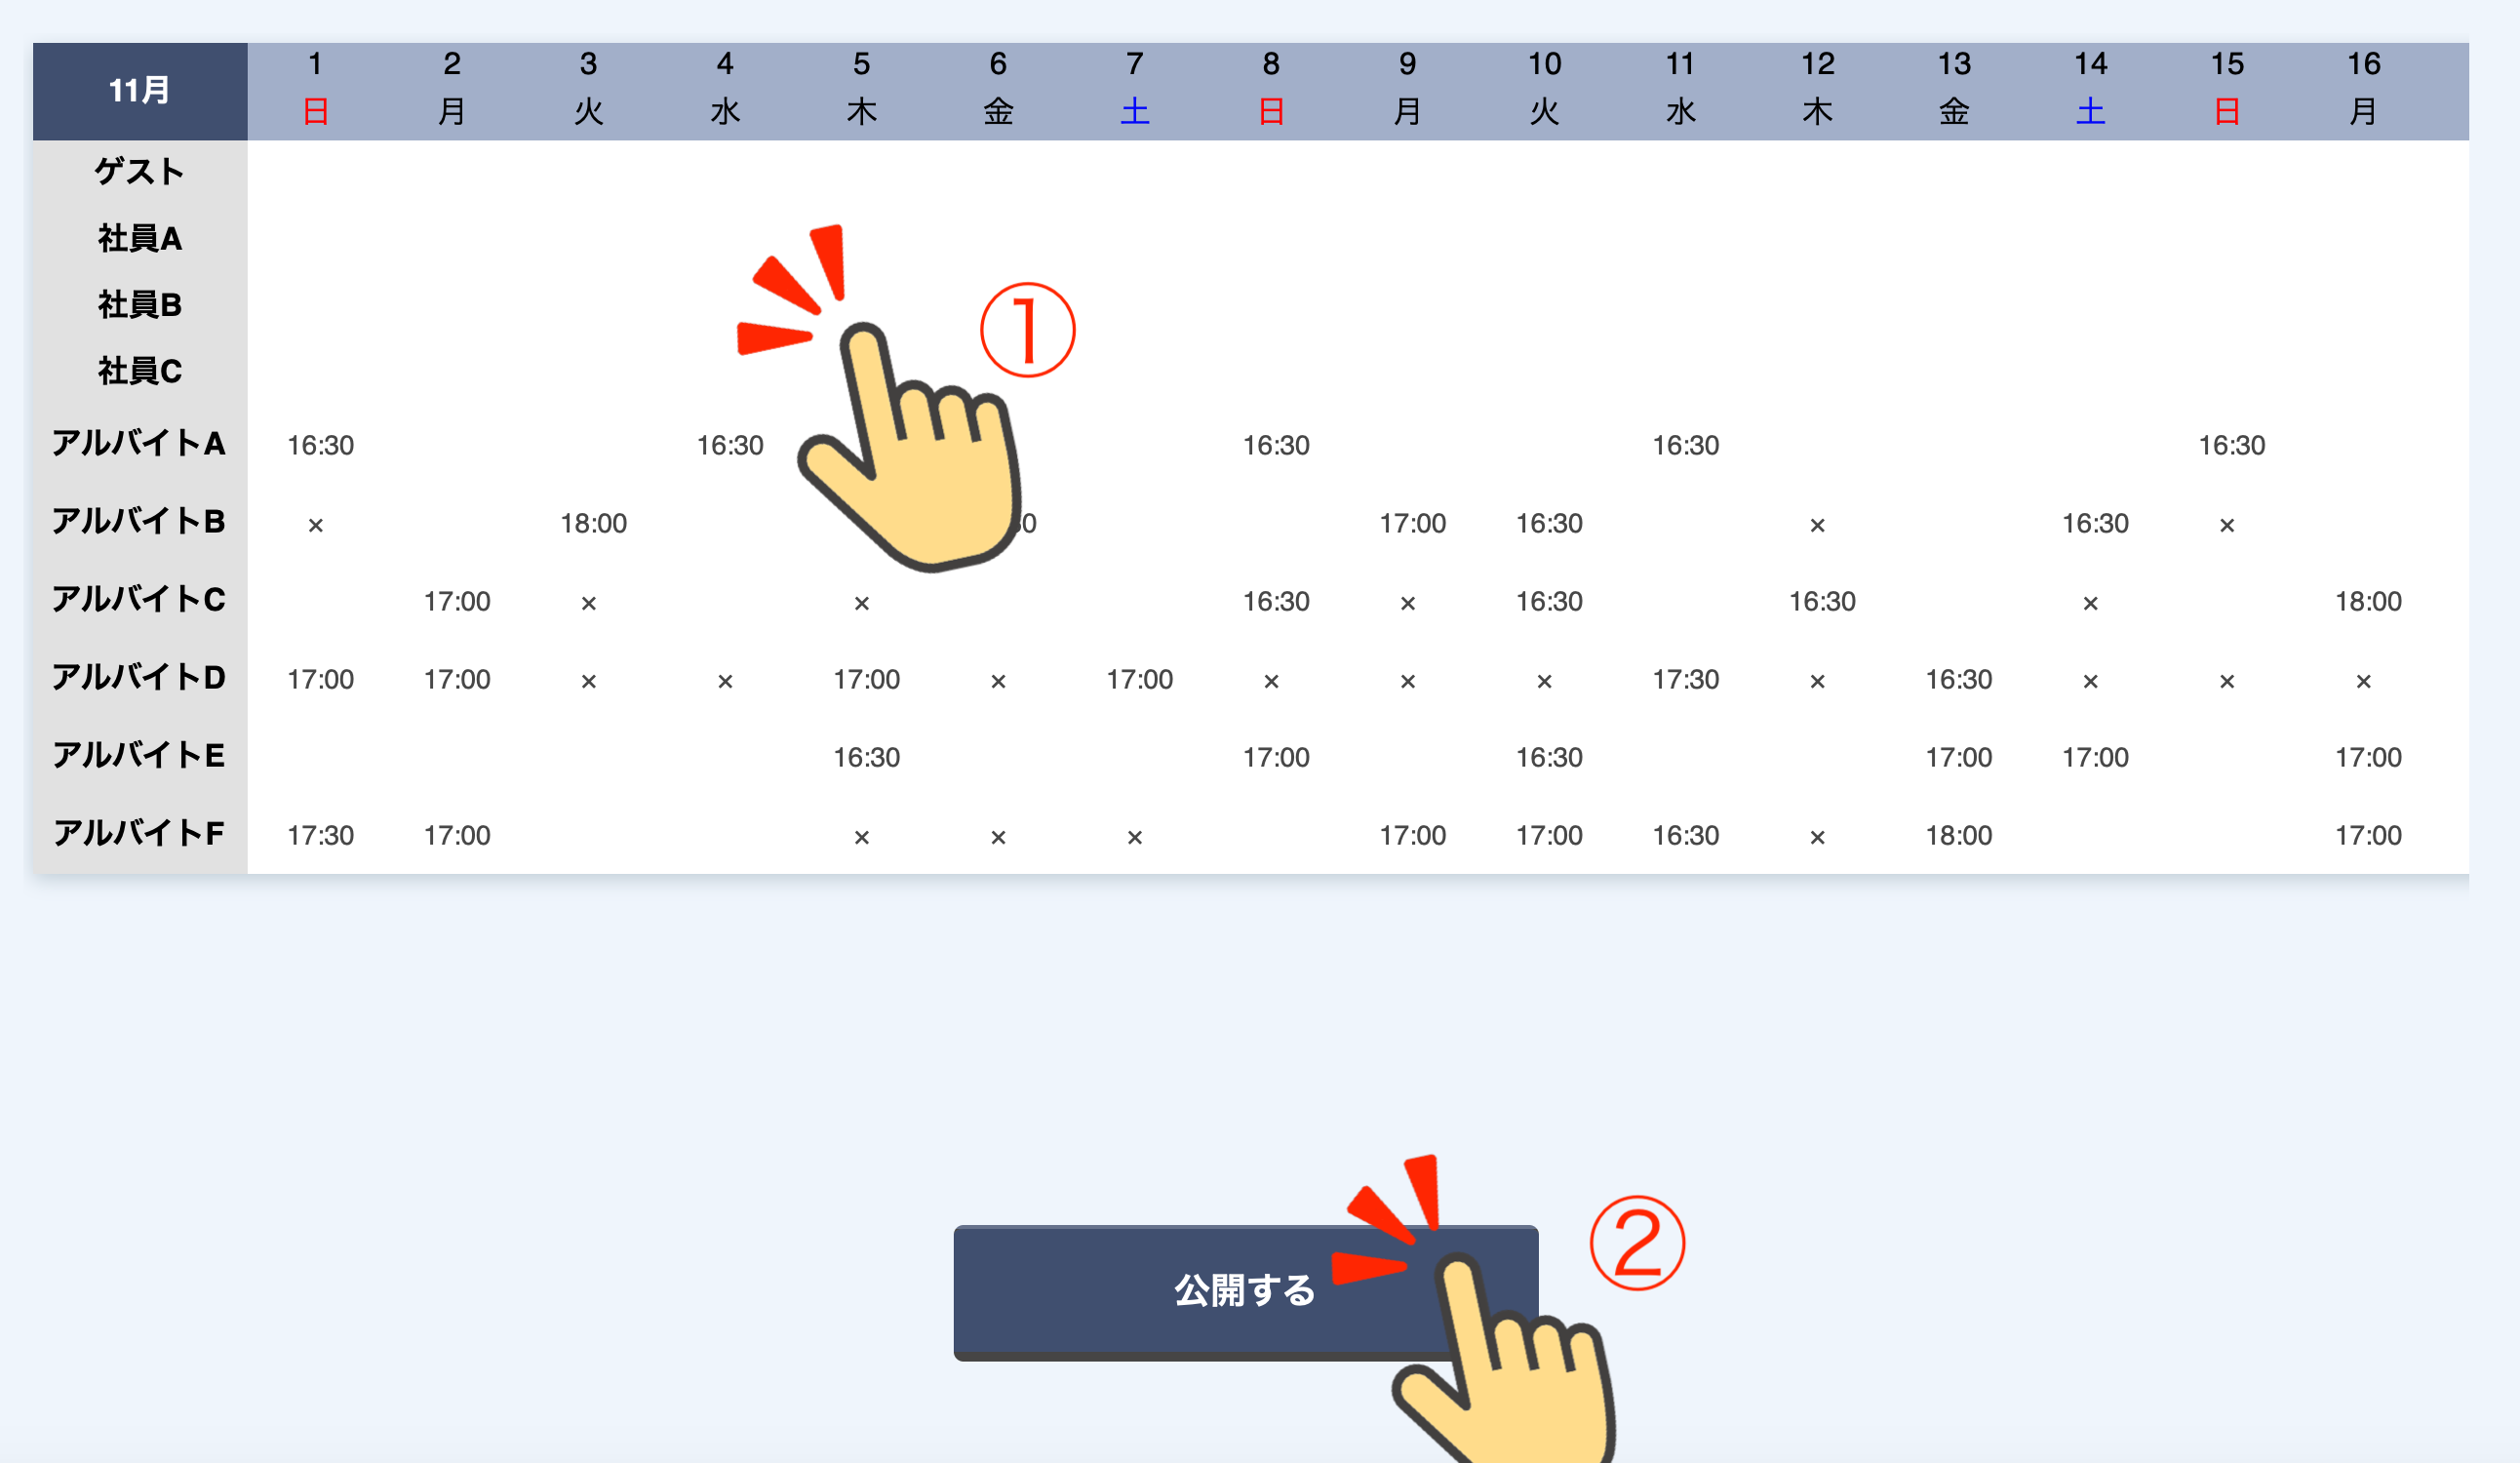 11月 1 2 3 4 5 6 7 8 9 10 11 12 13 14 15 16
日 月 火 水 木 金 土 日 月 火 水 木 金 土 日 月
ゲスト
社員A
社員B
①
社員C
アルバイトA 16:30 16:30 16:30 16:30 16:30
アルバイトB × 18:00 17:00 16:30 × 16:30 ×
アルバイトC 17:00 × × 16:30 × 16:30 16:30 × 18:00
アルバイトD 17:00 17:00 × × 17:00 × 17:00 × × × 17:30 × 16:30 × × ×
アルバイトE 16:30 17:00 16:30 17:00 17:00 17:00
アルバイトF 17:30 17:00 × × × 17:00 17:00 16:30 × 18:00 17:00
②
公開する